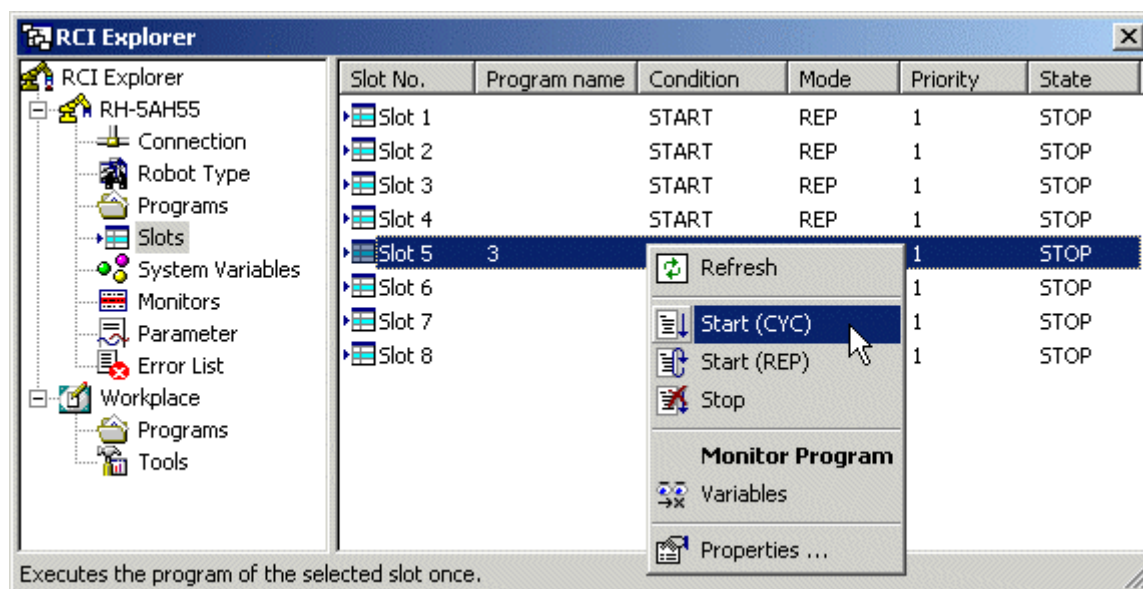 RCI Explorer
RCI Explorer
RH-5AH55
Connection
Robot Type
Programs
Slots
System Variables
Monitors
Parameter
Error List
Workplace
Programs
Tools
Slot No. Program name Condition Mode Priority State
Slot 1 START REP 1 STOP
Slot 2 START REP 1 STOP
Slot 3 START REP 1 STOP
Slot 4 START REP 1 STOP
Slot 5 3 1 STOP
Slot 6 1 STOP
Slot 7 1 STOP
Slot 8 1 STOP
Refresh
Start (CYC)
Start (REP)
Stop
Monitor Program
Variables
Properties ...
Executes the program of the selected slot once.